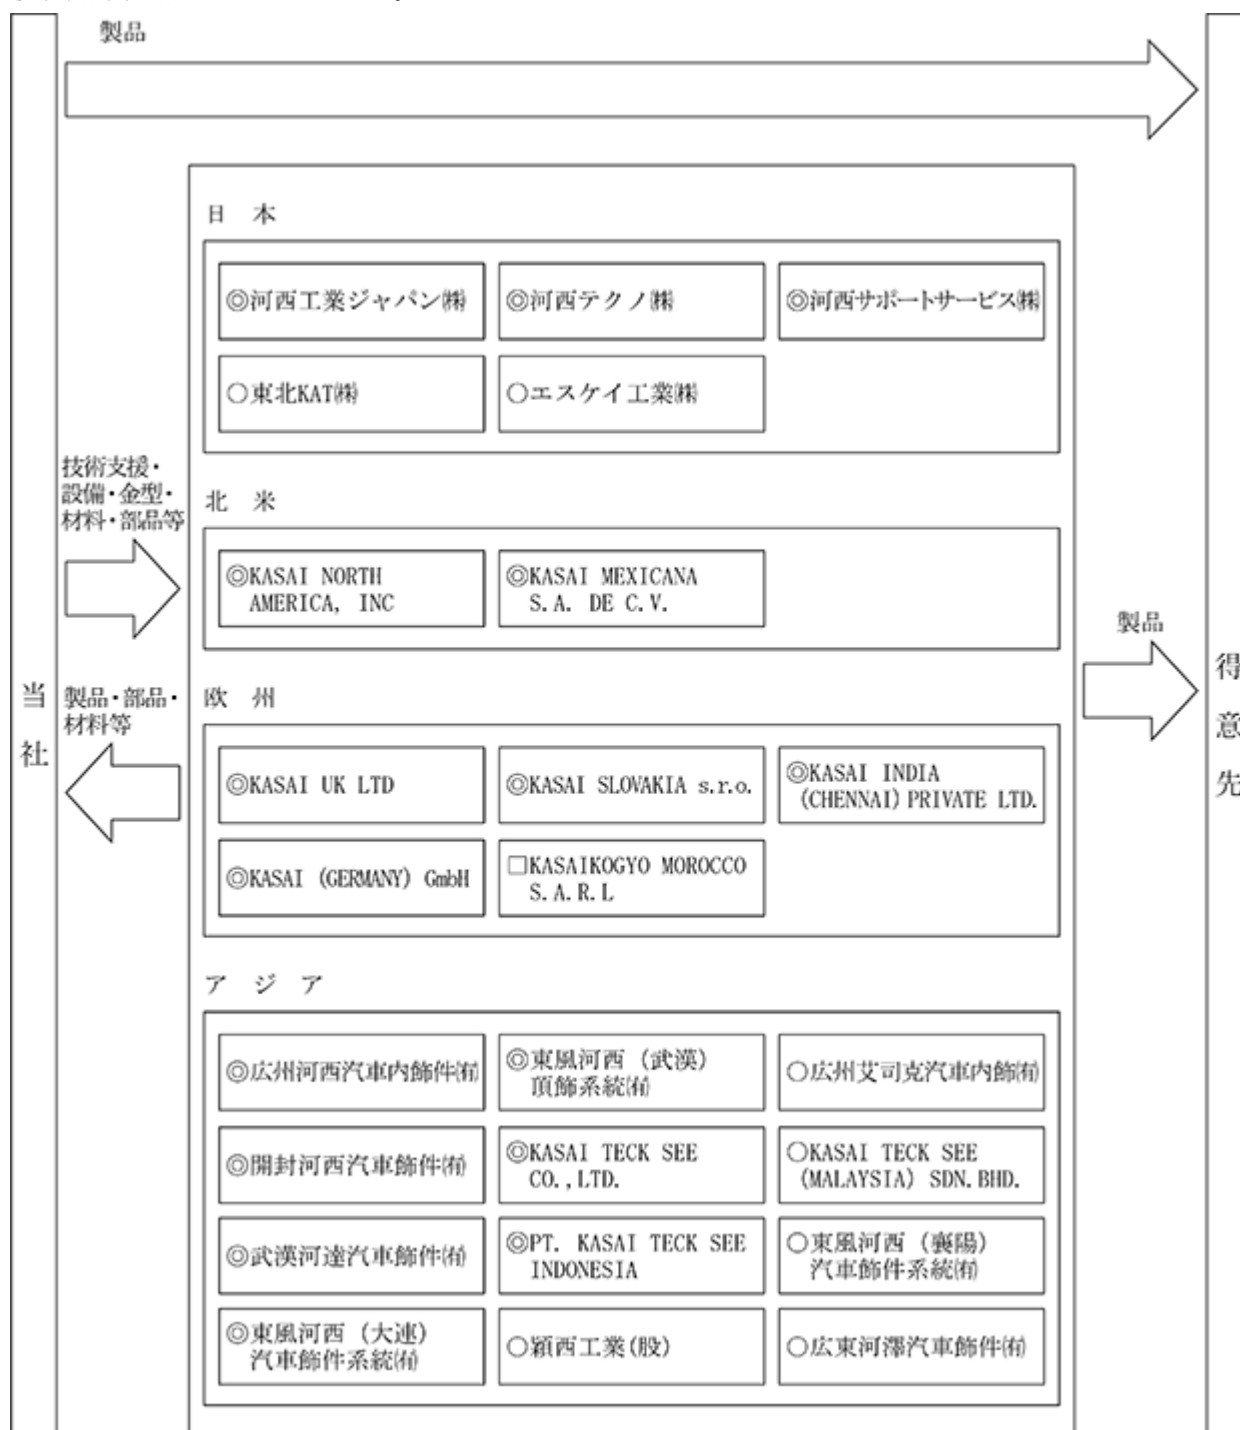 製品
日本
◎河西工業ジャパン㈱
◎河西テクノ㈱
◎河西サポートサービス㈱
○東北KAT㈱
○エスケイ工業㈱
技術支援・
設備・金型・
材料・部品等
北米
◎KASAI NORTH
AMERICA, INC
◎KASAI MEXICANA
S.A. DE C.V.
製品
当社
製品・部品・
材料等
得意先
欧州
◎KASAI UK LTD
◎KASAI SLOVAKIA s.r.o.
◎KASAI INDIA
(CHENNAI) PRIVATE LTD.
◎KASAI (GERMANY) GmbH
□KASAIKOGYO MOROCCO
S.A.R.L
アジア
◎広州河西汽車内飾件㈲
◎東風河西（武漢）
頂飾系統㈲
○広州艾司克汽車内飾㈲
◎開封河西汽車飾件㈲
◎KASAI TECK SEE
CO.,LTD.
○KASAI TECK SEE
(MALAYSIA) SDN.BHD.
◎武漢河達汽車飾件㈲
◎PT. KASAI TECK SEE
INDONESIA
○東風河西（襄陽）
汽車飾件系統㈲
◎東風河西（大連）
汽車飾件系統㈲
○穎西工業(股)
○広東河澤汽車飾件㈲